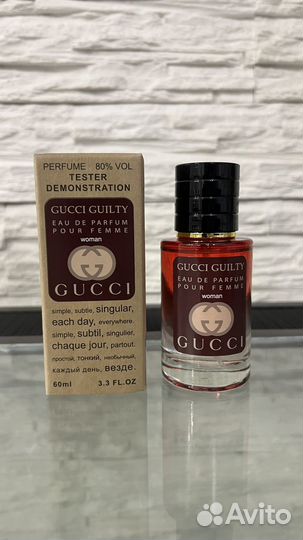 PERFUME 80% VOL
TESTER
DEMONSTRATION
GUCCI GUILTY
EAU DE PARFUM
POUR FEMME
woman
GUCCI
simple, subtle, singular,
each day, everywhere.
simple, subtil, singulier,
chaque jour, partout.
простой, тонкий, необычный,
каждый день, везде.
60ml 3.3 FL.OZ
GUCCI GUILTY
EAU DE PARFUM
POUR FEMME
woman
GUCCI
Avito